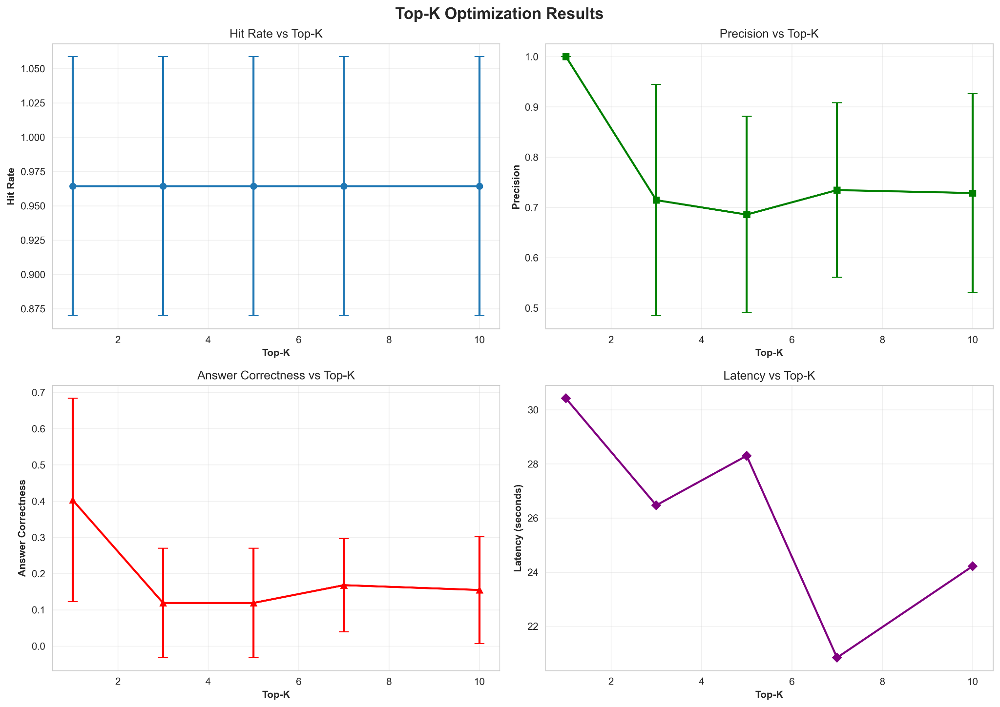 Top-K Optimization Results
Hit Rate vs Top-K
1.050
1.025
1.000
0.975
0.950
0.925
0.900
0.875
Hit Rate
2 4 6 8 10
Top-K
Precision vs Top-K
1.0
0.9
0.8
0.7
0.6
0.5
Precision
2 4 6 8 10
Top-K
Answer Correctness vs Top-K
0.7
0.6
0.5
0.4
0.3
0.2
0.1
0.0
Answer Correctness
2 4 6 8 10
Top-K
Latency vs Top-K
30
28
26
24
22
Latency (seconds)
2 4 6 8 10
Top-K